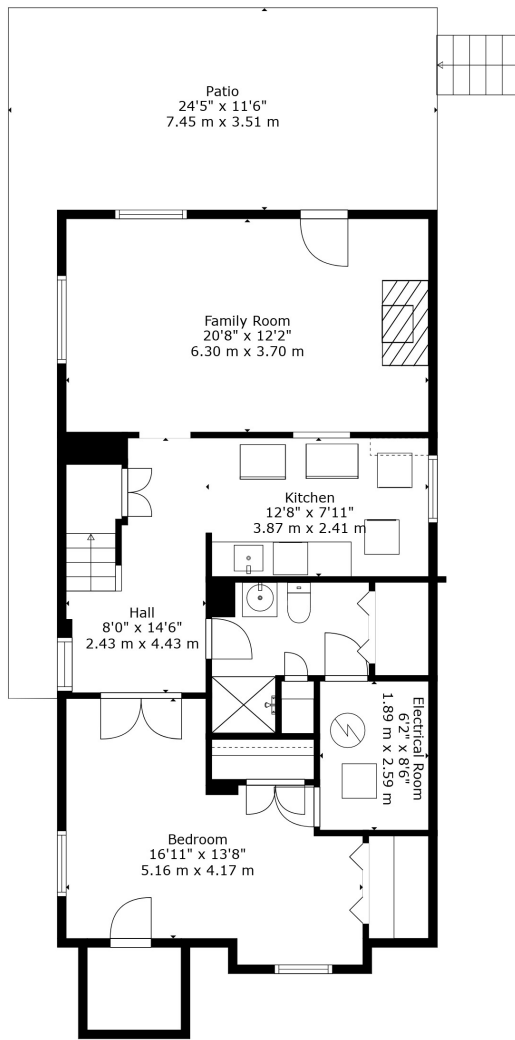 Patio
24'5" x 11'6"
7.45 m x 3.51 m
Family Room
20'8" x 12'2"
6.30 m x 3.70 m
Kitchen
12'8" x 7'11"
3.87 m x 2.41 m
Hall
8'0" x 14'6"
2.43 m x 4.43 m
Electrical Room
6'2" x 8'6"
1.89 m x 2.59 m
Bedroom
16'11" x 13'8"
5.16 m x 4.17 m